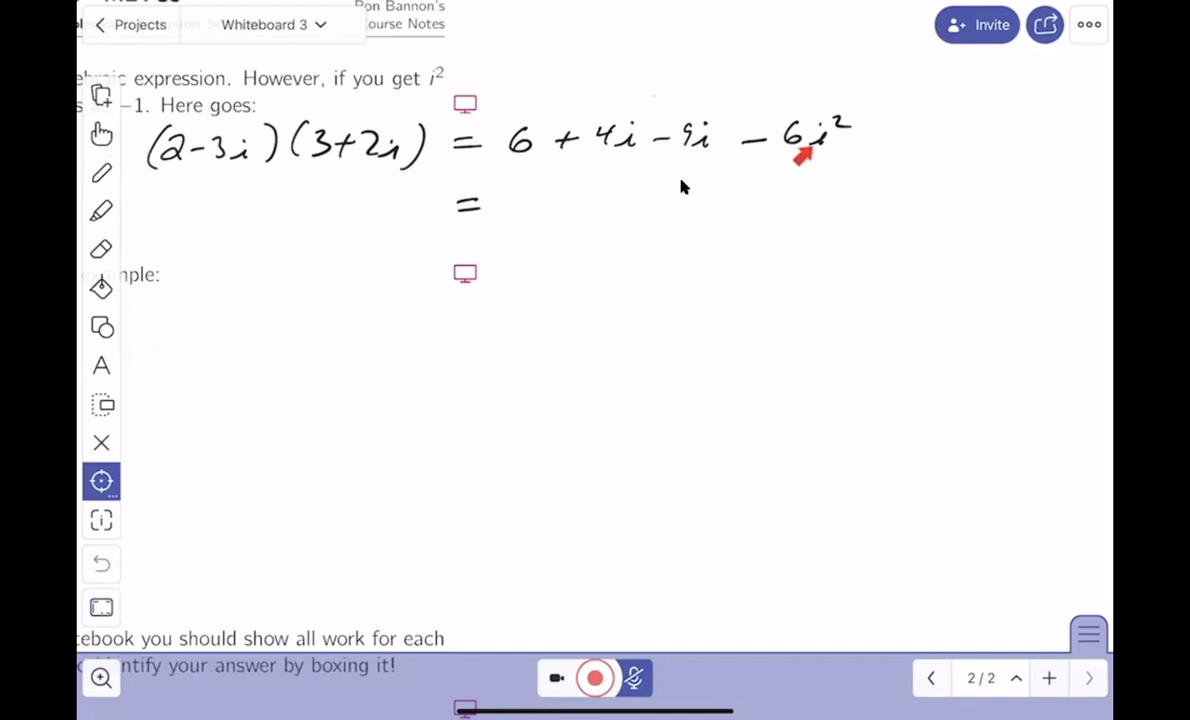 on Bannon's
Projects
Whiteboard 3
ourse Notes
Invite
expression. However, if you get i²
−1. Here goes:
(2-3i)(3+2i) = 6 + 4i - 9i - 6i²
=
mple:
A
tebook you should show all work for each
ntify your answer by boxing it!
2/2